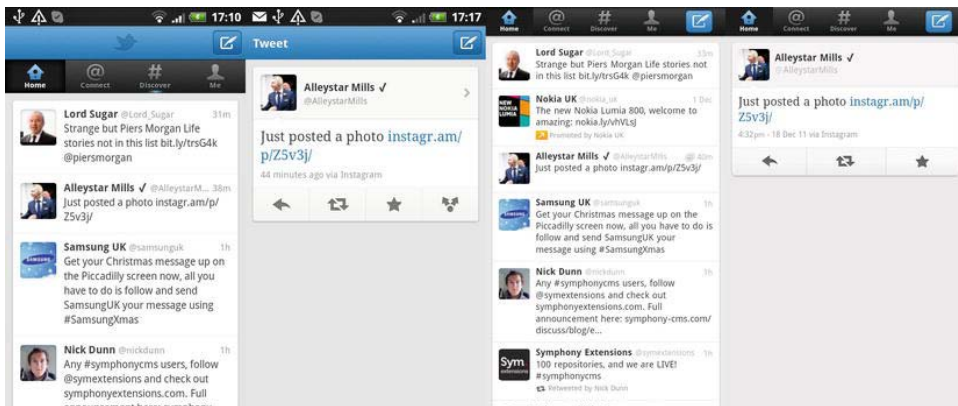 17:10
Home
Connect
Discover
Me
Lord Sugar @Lord_Sugar 31m
Strange but Piers Morgan Life
stories not in this list bit.ly/trsG4k
@piersmorgan
Alleystar Mills ✓ @AlleystarM... 38m
Just posted a photo instagr.am/p/
Z5v3j/
Samsung UK @samsunguk 1h
Get your Christmas message up on
the Piccadilly screen now, all you
have to do is follow and send
SamsungUK your message using
#SamsungXmas
Nick Dunn @nickdunn 1h
Any #symphonycms users, follow
@symextensions and check out
symphonyextensions.com. Full
announcement here: symphony-
17:17
Tweet
Alleystar Mills ✓
@AlleystarMills
Just posted a photo instagr.am/
p/Z5v3j/
44 minutes ago via Instagram
Home
Connect
Discover
Me
Lord Sugar @Lord_Sugar 33m
Strange but Piers Morgan Life stories not
in this list bit.ly/trsG4k @piersmorgan
NEW
NOKIA
LUMIA
Nokia UK @nokia_uk 1 Dec
The new Nokia Lumia 800, welcome to
amazing: nokia.ly/vhVLsJ
Promoted by Nokia UK
Alleystar Mills ✓ @AlleystarMills 40m
Just posted a photo instagr.am/p/Z5v3j/
Samsung UK @samsunguk 1h
Get your Christmas message up on the
Piccadilly screen now, all you have to do is
follow and send SamsungUK your
message using #SamsungXmas
Nick Dunn @nickdunn 1h
Any #symphonycms users, follow
@symextensions and check out
symphonyextensions.com. Full
announcement here: symphony-cms.com/
discuss/blog/e...
Sym
extensions
Symphony Extensions @symextensions 1h
100 repositories, and we are LIVE!
#symphonycms
Retweeted by Nick Dunn
Home
Connect
Discover
Me
Alleystar Mills ✓
@AlleystarMills
Just posted a photo instagr.am/p/
Z5v3j/
4:32pm - 18 Dec 11 via Instagram